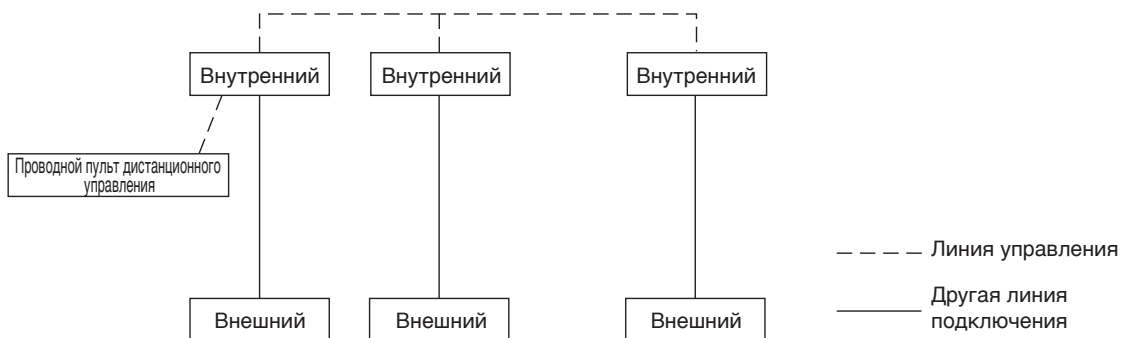 Внутренний
Внутренний
Внутренний
Проводной пульт дистанционного
управления
Внешний
Внешний
Внешний
Линия управления
Другая линия
подключения